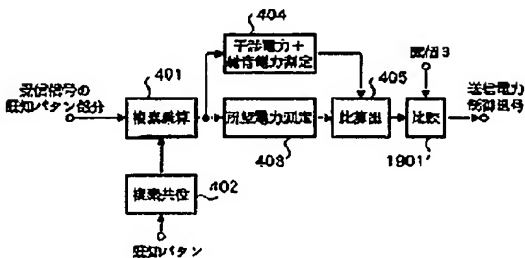 404
干渉電力＋
雑音電力測定
閾値3
受信信号の
既知パタン部分
401
複素乗算
405
所望電力測定
比算出
比較
送信電力
制御信号
403
1901'
複素共役
402
既知パタン